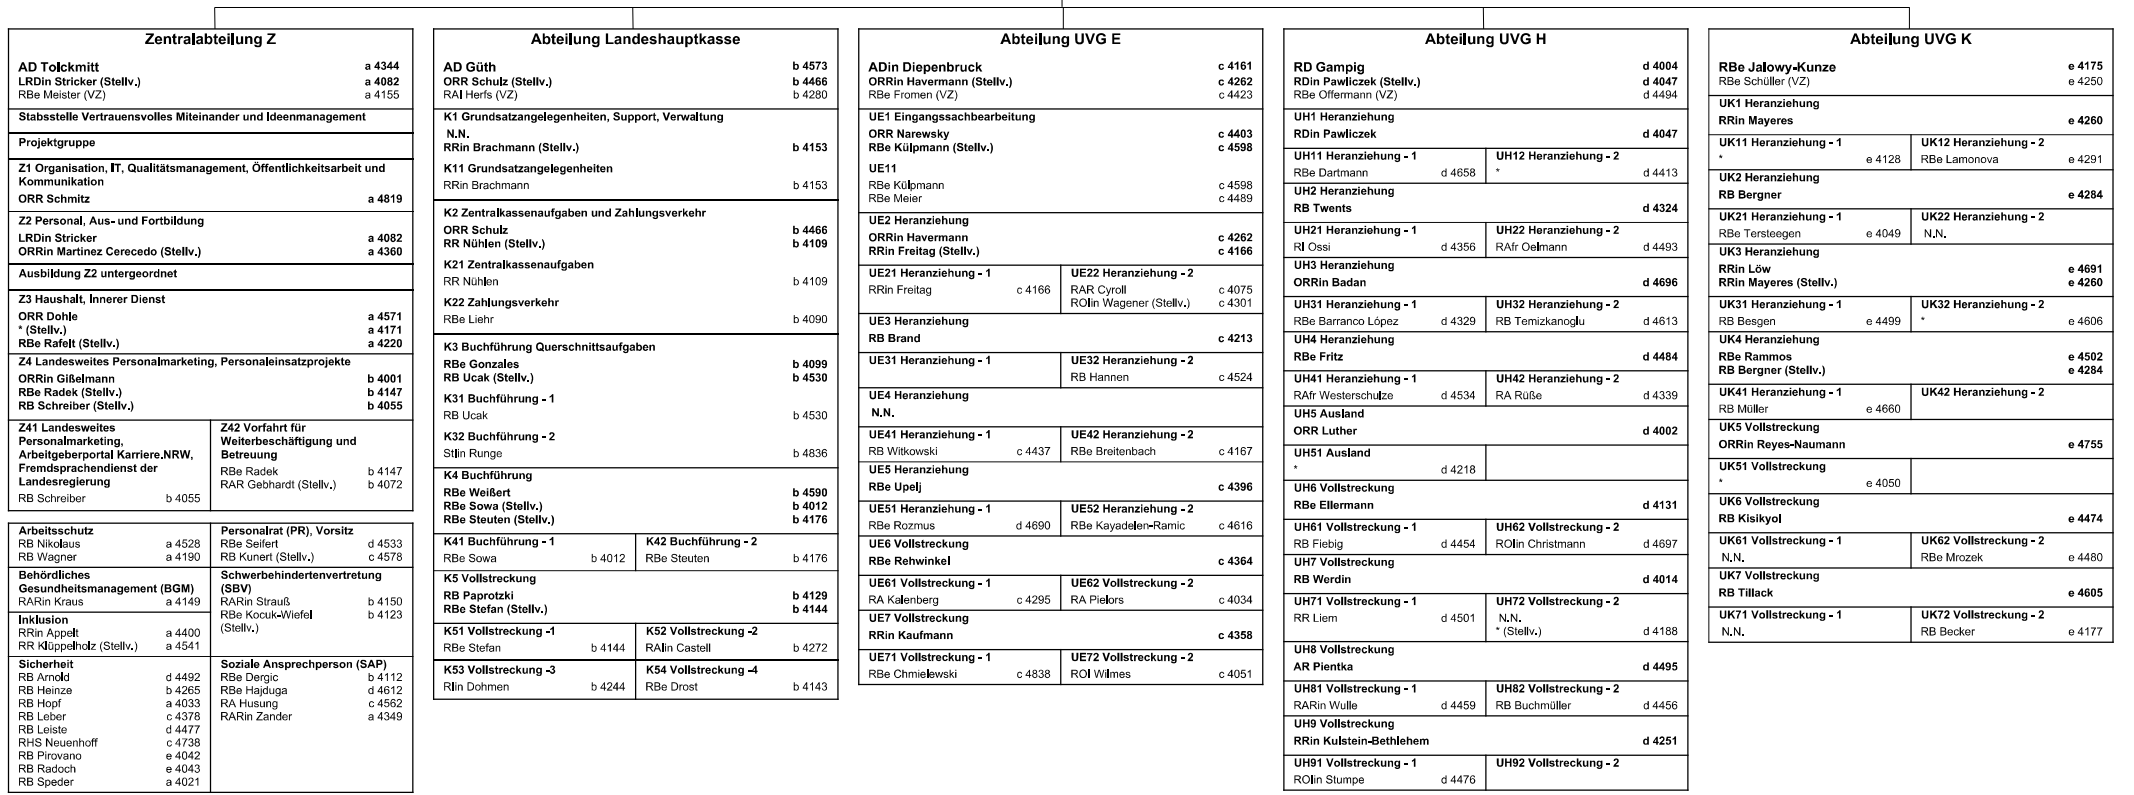 Zentralabteilung Z
AD Tolckmitt a 4344
LRDin Stricker (Stellv.) a 4082
RBe Meister (VZ) a 4155
Stabsstelle Vertrauensvolles Miteinander und Ideenmanagement
Projektgruppe
Z1 Organisation, IT, Qualitätsmanagement, Öffentlichkeitsarbeit und
Kommunikation
ORR Schmitz a 4819
Z2 Personal, Aus- und Fortbildung
LRDin Stricker a 4082
ORRin Martinez Cerecedo (Stellv.) a 4360
Ausbildung Z2 untergeordnet
Z3 Haushalt, Innerer Dienst
ORR Dohle a 4571
* (Stellv.) a 4171
RBe Rafelt (Stellv.) a 4220
Z4 Landesweites Personalmarketing, Personaleinsatzprojekte
ORRin Gißelmann b 4001
RBe Radek (Stellv.) b 4147
RB Schreiber (Stellv.) b 4055
Z41 Landesweites
Personalmarketing,
Arbeitgeberportal Karriere.NRW,
Fremdsprachendienst der
Landesregierung
RB Schreiber b 4055
Z42 Vorfahrt für
Weiterbeschäftigung und
Betreuung
RBe Radek b 4147
RAR Gebhardt (Stellv.) b 4072
Arbeitsschutz
RB Nikolaus a 4528
RB Wagner a 4190
Personalrat (PR), Vorsitz
RBe Seifert d 4533
RB Kunert (Stellv.) c 4578
Behördliches
Gesundheitsmanagement (BGM)
RARin Kraus a 4149
Schwerbehindertenvertretung
(SBV)
RARin Strauß b 4150
RBe Kocuk-Wiefel b 4123
(Stellv.)
Inklusion
RRin Appelt a 4400
RR Klüppelholz (Stellv.) a 4541
Sicherheit
RB Arnold d 4492
RB Heinze b 4265
RB Hopf a 4033
RB Leber c 4378
RB Leiste d 4477
RHS Neuenhoff c 4738
RB Pirovano e 4042
RB Radoch e 4043
RB Speder a 4021
Soziale Ansprechperson (SAP)
RBe Dergic b 4112
RBe Hajduga d 4612
RA Husung c 4562
RARin Zander a 4349
Abteilung Landeshauptkasse
AD Güth b 4573
ORR Schulz (Stellv.) b 4466
RAI Herfs (VZ) b 4280
K1 Grundsatzangelegenheiten, Support, Verwaltung
N.N.
RRin Brachmann (Stellv.) b 4153
K11 Grundsatzangelegenheiten
RRin Brachmann b 4153
K2 Zentralkassenaufgaben und Zahlungsverkehr
ORR Schulz b 4466
RR Nühlen (Stellv.) b 4109
K21 Zentralkassenaufgaben
RR Nühlen b 4109
K22 Zahlungsverkehr
RBe Liehr b 4090
K3 Buchführung Querschnittsaufgaben
RBe Gonzales b 4099
RB Ucak (Stellv.) b 4530
K31 Buchführung - 1
RB Ucak b 4530
K32 Buchführung - 2
StIin Runge b 4836
K4 Buchführung
RBe Weißert b 4590
RBe Sowa (Stellv.) b 4012
RBe Steuten (Stellv.) b 4176
K41 Buchführung - 1
RBe Sowa b 4012
K42 Buchführung - 2
RBe Steuten b 4176
K5 Vollstreckung
RB Paprotzki b 4129
RBe Stefan (Stellv.) b 4144
K51 Vollstreckung -1
RBe Stefan b 4144
K52 Vollstreckung -2
RAIin Castell b 4272
K53 Vollstreckung -3
RIin Dohmen b 4244
K54 Vollstreckung -4
RBe Drost b 4143
Abteilung UVG E
ADin Diepenbruck c 4161
ORRin Havermann (Stellv.) c 4262
RBe Fromen (VZ) c 4423
UE1 Eingangssachbearbeitung
ORR Narewsky c 4403
RBe Külpmann (Stellv.) c 4598
UE11
RBe Külpmann c 4598
RBe Meier c 4489
UE2 Heranziehung
ORRin Havermann c 4262
RRin Freitag (Stellv.) c 4166
UE21 Heranziehung - 1
RRin Freitag c 4166
UE22 Heranziehung - 2
RAR Cyroll c 4075
ROIin Wagener (Stellv.) c 4301
UE3 Heranziehung
RB Brand c 4213
UE31 Heranziehung - 1
UE32 Heranziehung - 2
RB Hannen c 4524
UE4 Heranziehung
N.N.
UE41 Heranziehung - 1
RB Witkowski c 4437
UE42 Heranziehung - 2
RBe Breitenbach c 4167
UE5 Heranziehung
RBe Upelj c 4396
UE51 Heranziehung - 1
RBe Rozmus d 4690
UE52 Heranziehung - 2
RBe Kayadelen-Ramic c 4616
UE6 Vollstreckung
RBe Rehwinkel c 4364
UE61 Vollstreckung - 1
RA Kalenberg c 4295
UE62 Vollstreckung - 2
RA Pielors c 4034
UE7 Vollstreckung
RRin Kaufmann c 4358
UE71 Vollstreckung - 1
RBe Chmielewski c 4838
UE72 Vollstreckung - 2
ROI Wilmes c 4051
Abteilung UVG H
RD Gampig d 4004
RDin Pawliczek (Stellv.) d 4047
RBe Offermann (VZ) d 4494
UH1 Heranziehung
RDin Pawliczek d 4047
UH11 Heranziehung - 1
RBe Dartmann d 4658
UH12 Heranziehung - 2
* d 4413
UH2 Heranziehung
RB Twents d 4324
UH21 Heranziehung - 1
RI Ossi d 4356
UH22 Heranziehung - 2
RAfr Oelmann d 4493
UH3 Heranziehung
ORRin Badan d 4696
UH31 Heranziehung - 1
RBe Barranco López d 4329
UH32 Heranziehung - 2
RB Temizkanoglu d 4613
UH4 Heranziehung
RBe Fritz d 4484
UH41 Heranziehung - 1
RAfr Westerschulze d 4534
UH42 Heranziehung - 2
RA Rüße d 4339
UH5 Ausland
ORR Luther d 4002
UH51 Ausland
* d 4218
UH6 Vollstreckung
RBe Ellermann d 4131
UH61 Vollstreckung - 1
RB Fiebig d 4454
UH62 Vollstreckung - 2
ROIin Christmann d 4697
UH7 Vollstreckung
RB Werdin d 4014
UH71 Vollstreckung - 1
RR Liem d 4501
UH72 Vollstreckung - 2
N.N.
* (Stellv.) d 4188
UH8 Vollstreckung
AR Pientka d 4495
UH81 Vollstreckung - 1
RARin Wulle d 4459
UH82 Vollstreckung - 2
RB Buchmüller d 4456
UH9 Vollstreckung
RRin Kulstein-Bethlehem d 4251
UH91 Vollstreckung - 1
ROIin Stumpe d 4476
UH92 Vollstreckung - 2
Abteilung UVG K
RBe Jalowy-Kunze e 4175
RBe Schüller (VZ) e 4250
UK1 Heranziehung
RRin Mayeres e 4260
UK11 Heranziehung - 1
* e 4128
UK12 Heranziehung - 2
RBe Lamonova e 4291
UK2 Heranziehung
RB Bergner e 4284
UK21 Heranziehung - 1
RBe Tersteegen e 4049
UK22 Heranziehung - 2
N.N.
UK3 Heranziehung
RRin Löw e 4691
RRin Mayeres (Stellv.) e 4260
UK31 Heranziehung - 1
RB Besgen e 4499
UK32 Heranziehung - 2
* e 4606
UK4 Heranziehung
RBe Rammos e 4502
RB Bergner (Stellv.) e 4284
UK41 Heranziehung - 1
RB Müller e 4660
UK42 Heranziehung - 2
UK5 Vollstreckung
ORRin Reyes-Naumann e 4755
UK51 Vollstreckung
* e 4050
UK6 Vollstreckung
RB Kisikyol e 4474
UK61 Vollstreckung - 1
N.N.
UK62 Vollstreckung - 2
RBe Mrozek e 4480
UK7 Vollstreckung
RB Tillack e 4605
UK71 Vollstreckung - 1
N.N.
UK72 Vollstreckung - 2
RB Becker e 4177